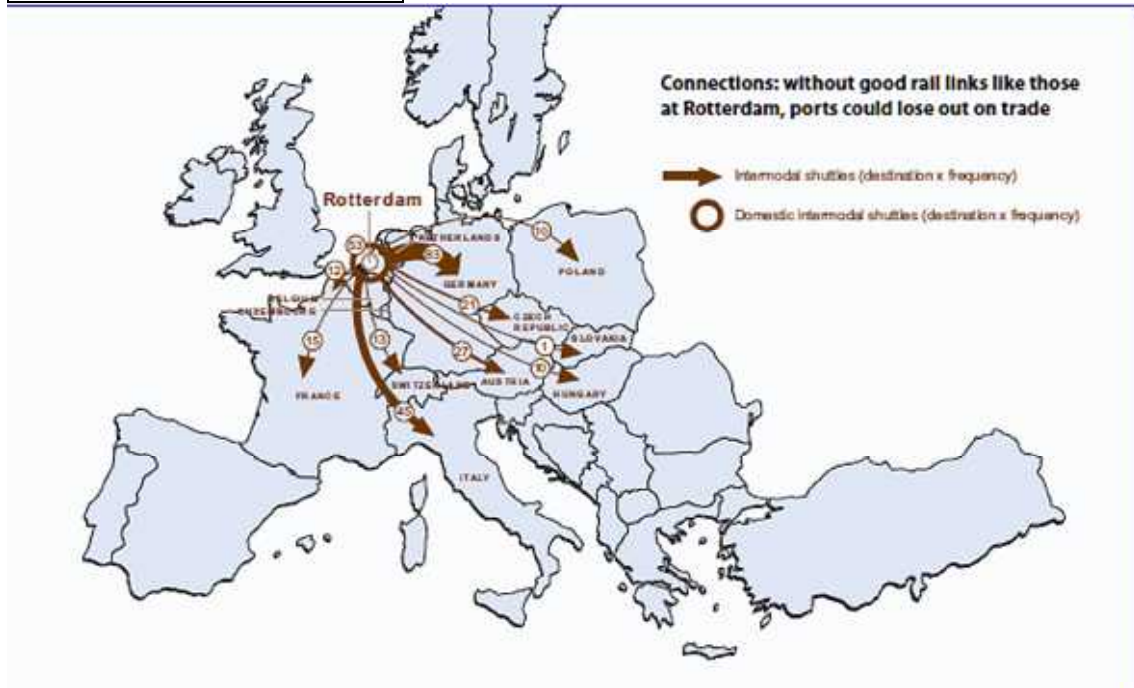 Connections: without good rail links like those
at Rotterdam, ports could lose out on trade
Intermodal shuttles (destination x frequency)
Domestic intermodal shuttles (destination x frequency)
Rotterdam
53
NETHERLANDS
10
POLAND
12
GERMANY
BELGIUM
LUXEMBOURG
21
CZECH
REPUBLIC
SLOVAKIA
1
15
13
27
10
FRANCE
SWITZERLAND
AUSTRIA
HUNGARY
45
ITALY